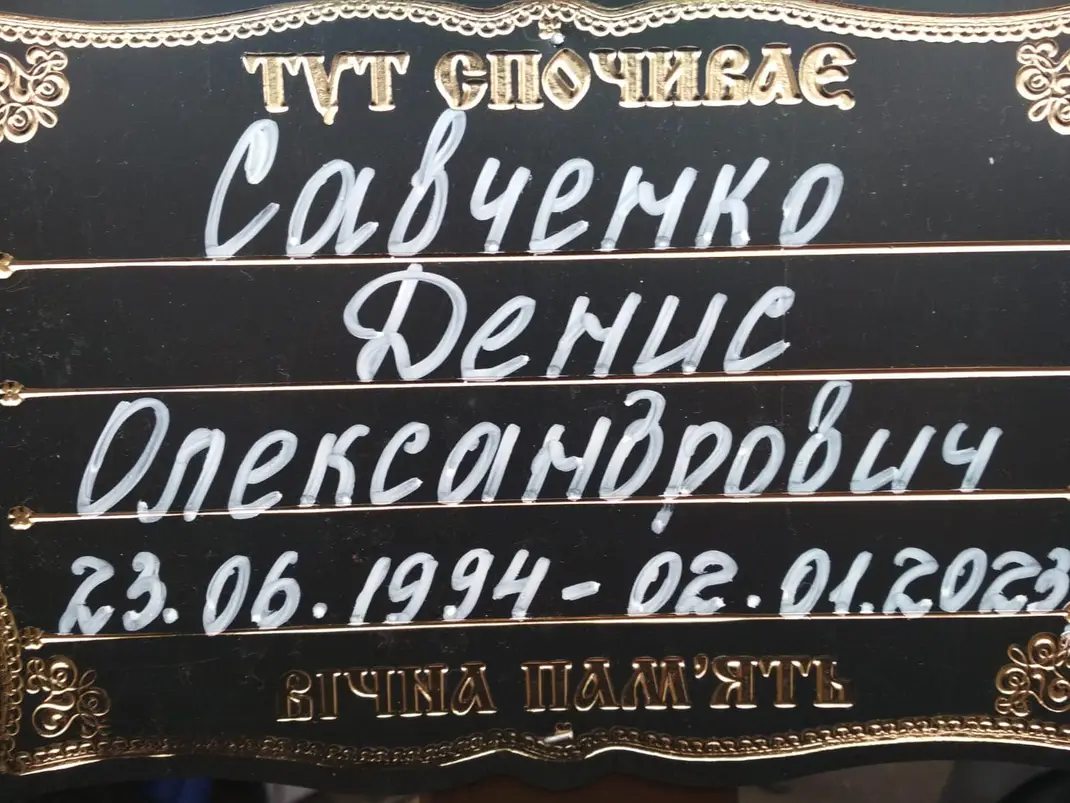 ТУТ СПОЧИВАЄ
Савченко
Денис
Олександрович
23.06.1994 - 02.01.2023
ВІЧНА ПАМ'ЯТЬ